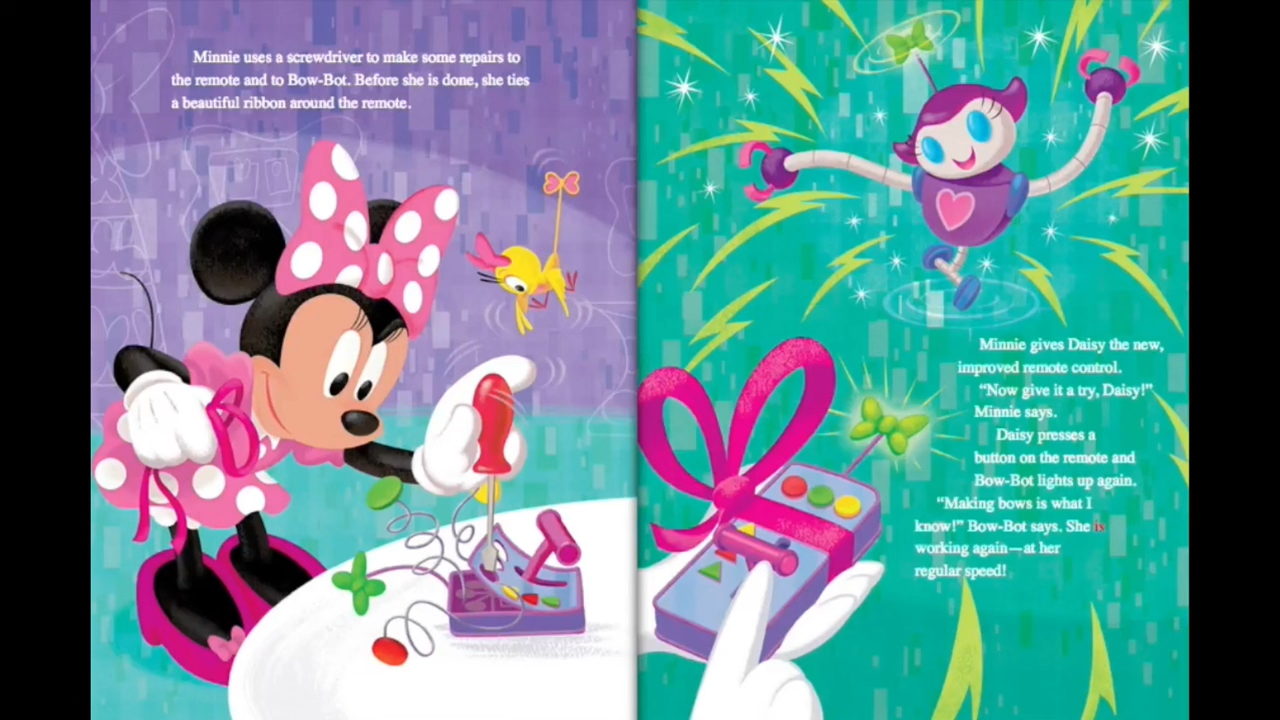 Minnie uses a screwdriver to make some repairs to
the remote and to Bow-Bot. Before she is done, she ties
a beautiful ribbon around the remote.
Minnie gives Daisy the new,
improved remote control.
“Now give it a try, Daisy!”
Minnie says.
Daisy presses a
button on the remote and
Bow-Bot lights up again.
“Making bows is what I
know!” Bow-Bot says. She is
working again—at her
regular speed!